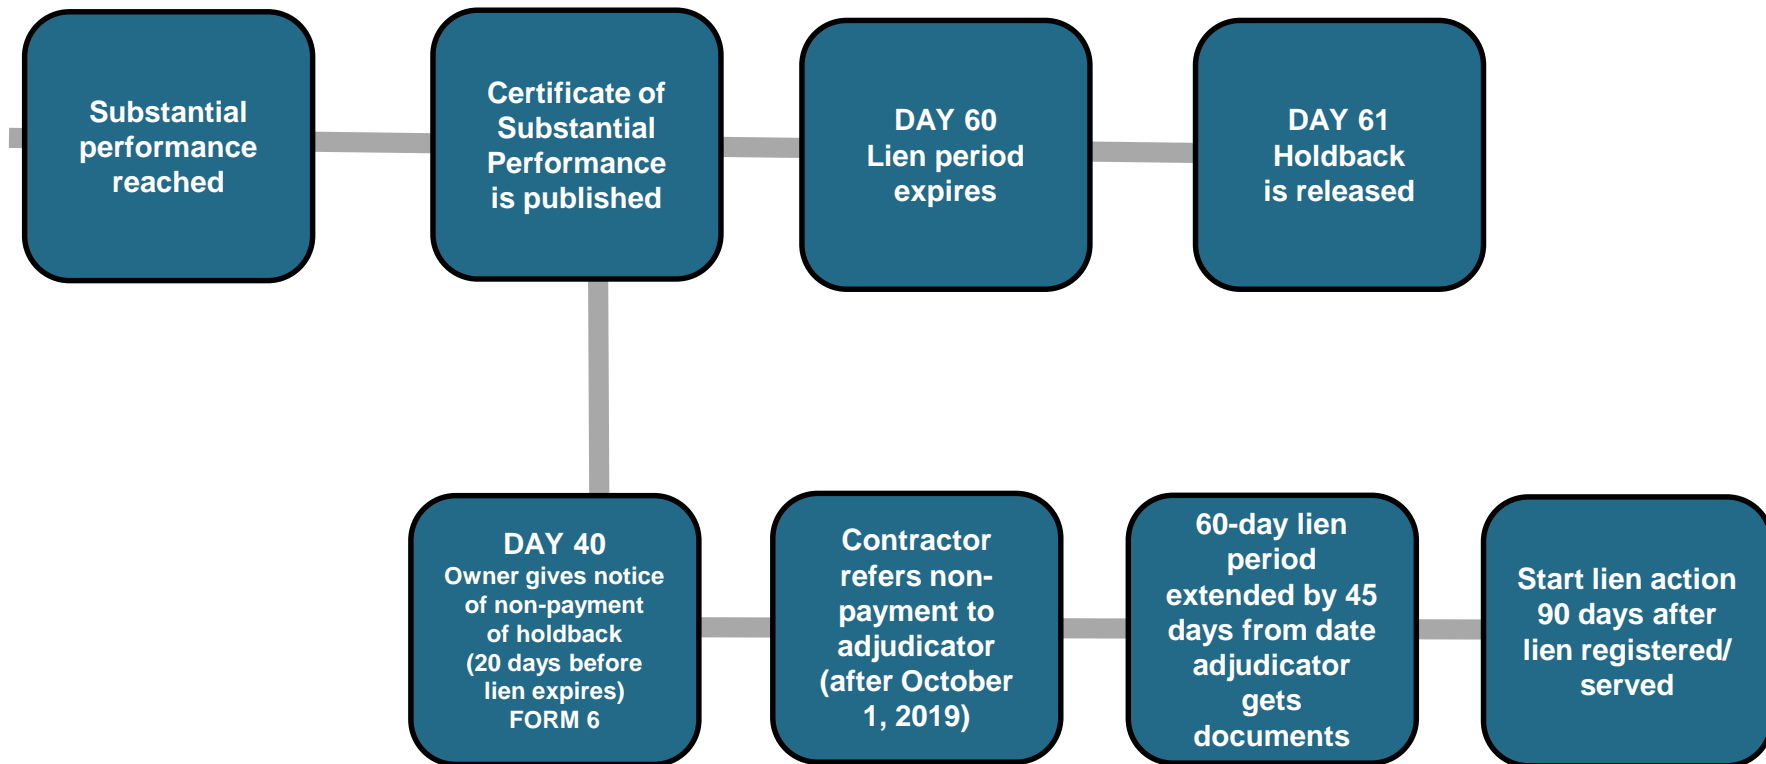 Substantial
performance
reached
Certificate of
Substantial
Performance
is published
DAY 60
Lien period
expires
DAY 61
Holdback
is released
DAY 40
Owner gives notice
of non-payment
of holdback
(20 days before
lien expires)
FORM 6
Contractor
refers non-
payment to
adjudicator
(after October
1, 2019)
60-day lien
period
extended by 45
days from date
adjudicator
gets
documents
Start lien action
90 days after
lien registered/
served